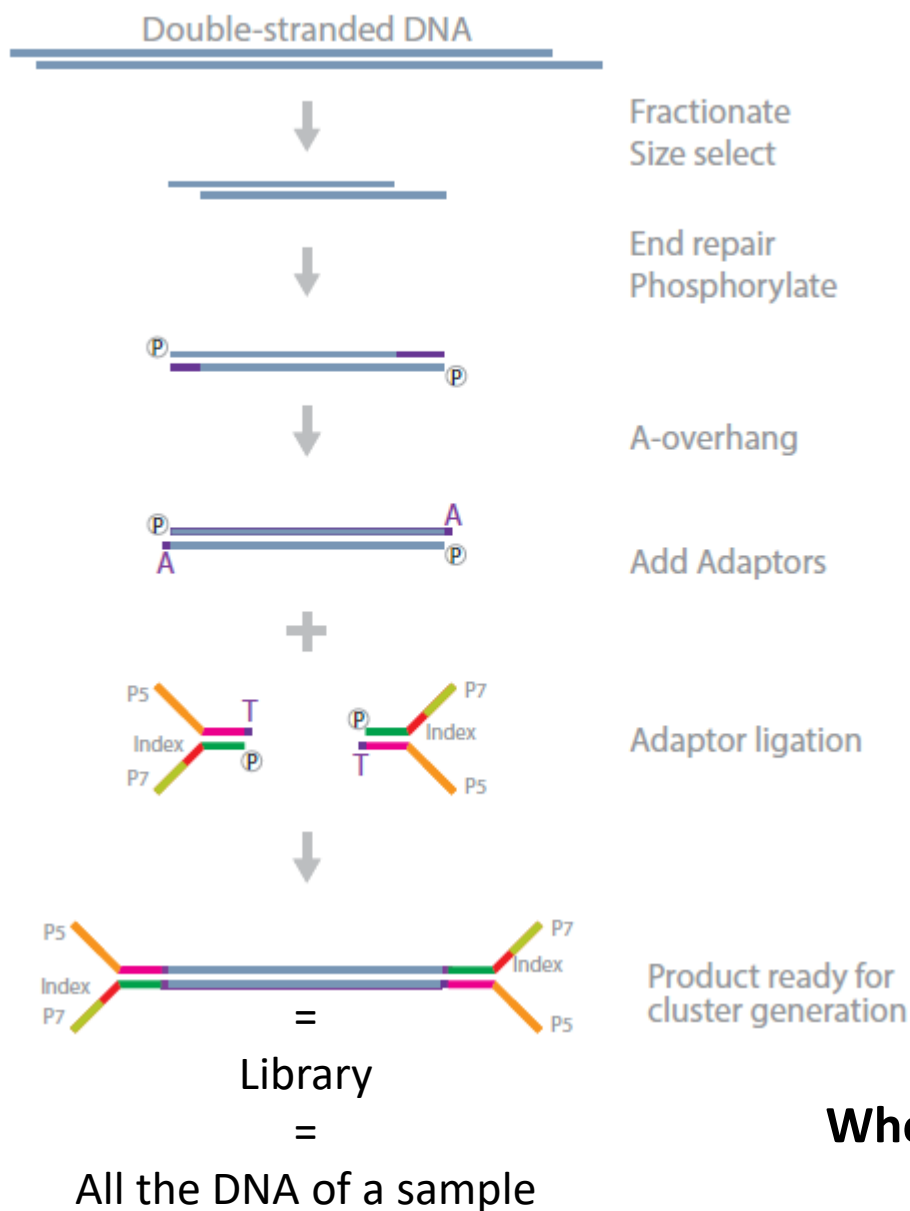 Double-stranded DNA
Fractionate
Size select
End repair
Phosphorylate
P
P
A-overhang
P
A
A
P
Add Adaptors
P5
T
P7
P
Index
Index
P
T
P7
P5
Adaptor ligation
P5
P7
Index
Index
P7
P5
Product ready for
cluster generation
=
Library
=
All the DNA of a sample